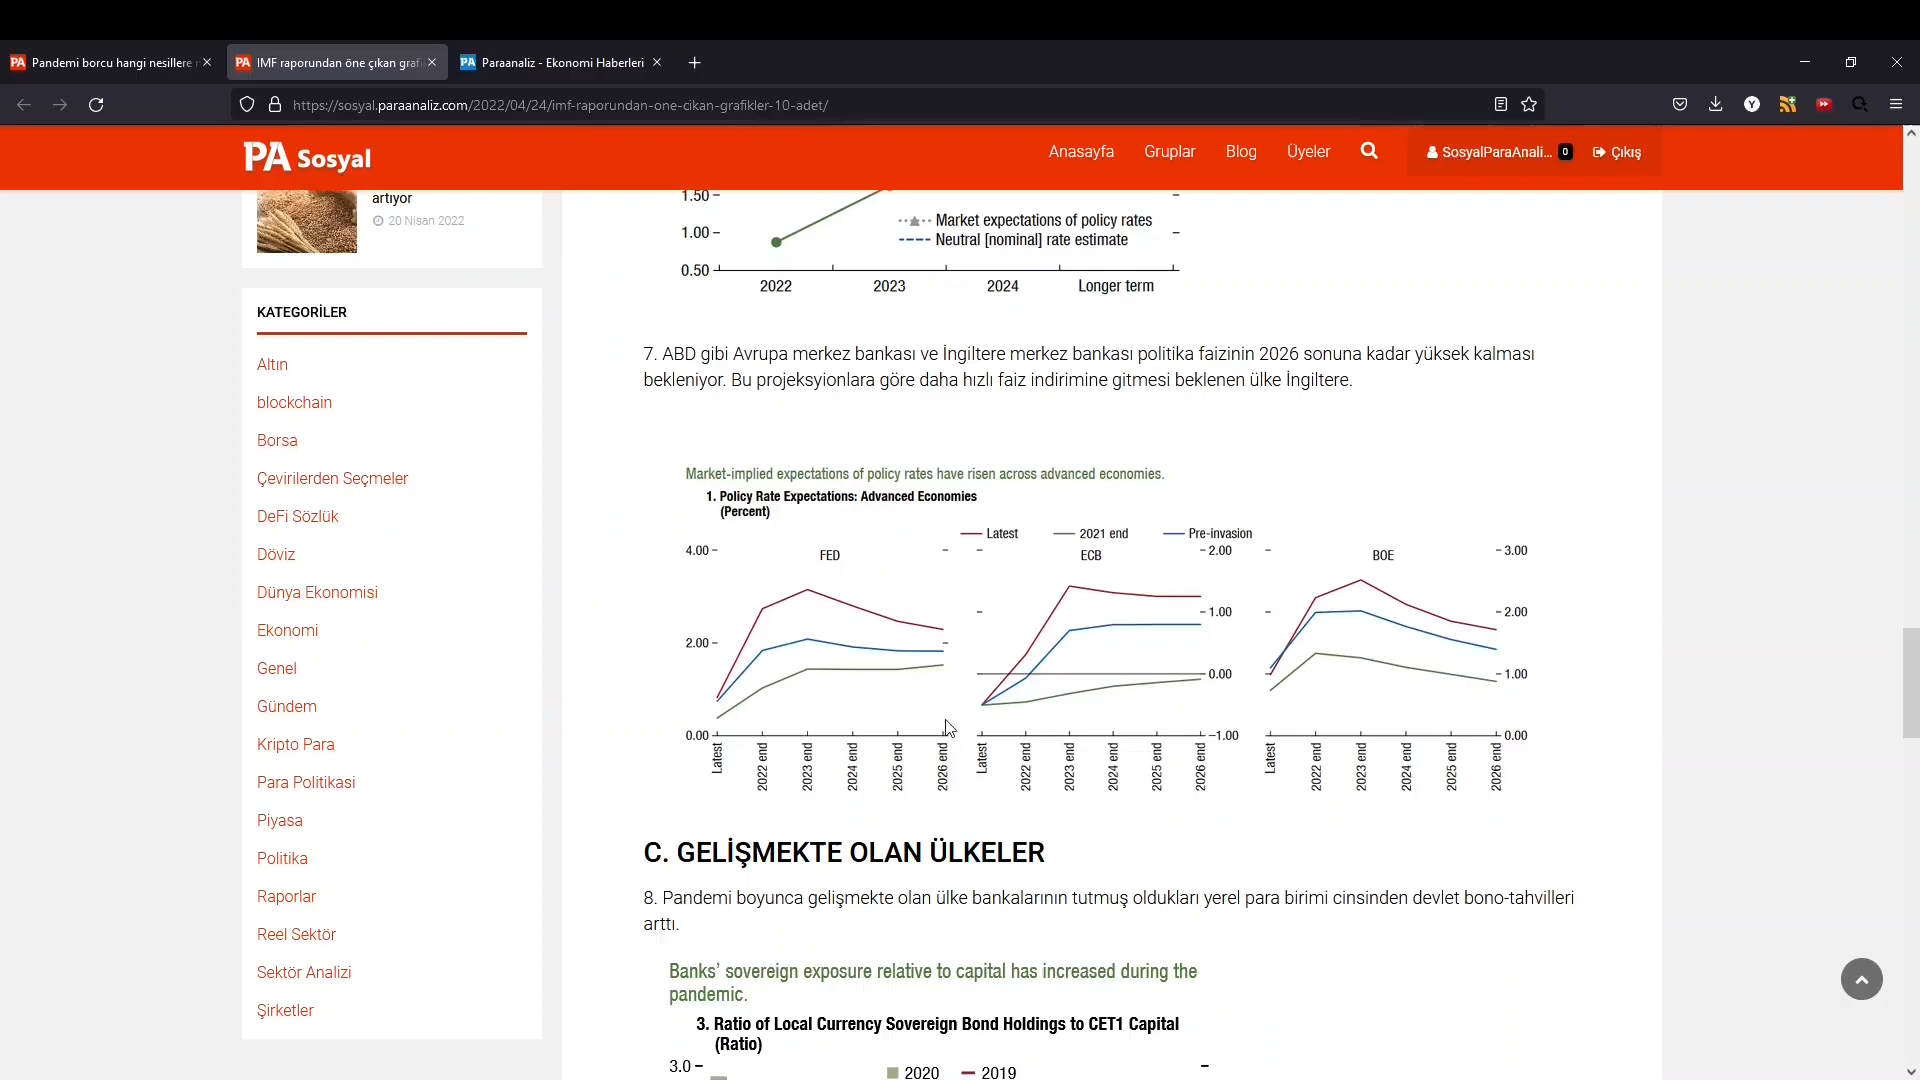 PA Pandemi borcu hangi nesillere
PA IMF raporundan öne çıkan grafi
PA Paraanaliz - Ekonomi Haberleri
https://sosyal.paraanaliz.com/2022/04/24/imf-raporundan-one-cikan-grafikler-10-adet/
PA Sosyal
Anasayfa
Gruplar
Blog
Üyeler
SosyalParaAnali... 0
Çıkış
artıyor
20 Nisan 2022
KATEGORİLER
Altın
blockchain
Borsa
Çevirilerden Seçmeler
DeFi Sözlük
Döviz
Dünya Ekonomisi
Ekonomi
Genel
Gündem
Kripto Para
Para Politikasi
Piyasa
Politika
Raporlar
Reel Sektör
Sektör Analizi
Şirketler
1.50
1.00
0.50
Market expectations of policy rates
Neutral [nominal] rate estimate
2022 2023 2024 Longer term
7. ABD gibi Avrupa merkez bankası ve İngiltere merkez bankası politika faizinin 2026 sonuna kadar yüksek kalması
bekleniyor. Bu projeksyionlara göre daha hızlı faiz indirimine gitmesi beklenen ülke İngiltere.
Market-implied expectations of policy rates have risen across advanced economies.
1. Policy Rate Expectations: Advanced Economies
(Percent)
Latest 2021 end Pre-invasion
4.00 FED ECB 2.00 BOE 3.00
1.00 2.00
2.00
0.00 1.00
0.00 –1.00 0.00
Latest 2022 end 2023 end 2024 end 2025 end 2026 end
Latest 2022 end 2023 end 2024 end 2025 end 2026 end
Latest 2022 end 2023 end 2024 end 2025 end 2026 end
C. GELİŞMEKTE OLAN ÜLKELER
8. Pandemi boyunca gelişmekte olan ülke bankalarının tutmuş oldukları yerel para birimi cinsinden devlet bono-tahvilleri
arttı.
Banks’ sovereign exposure relative to capital has increased during the
pandemic.
3. Ratio of Local Currency Sovereign Bond Holdings to CET1 Capital
(Ratio)
3.0
2020 2019